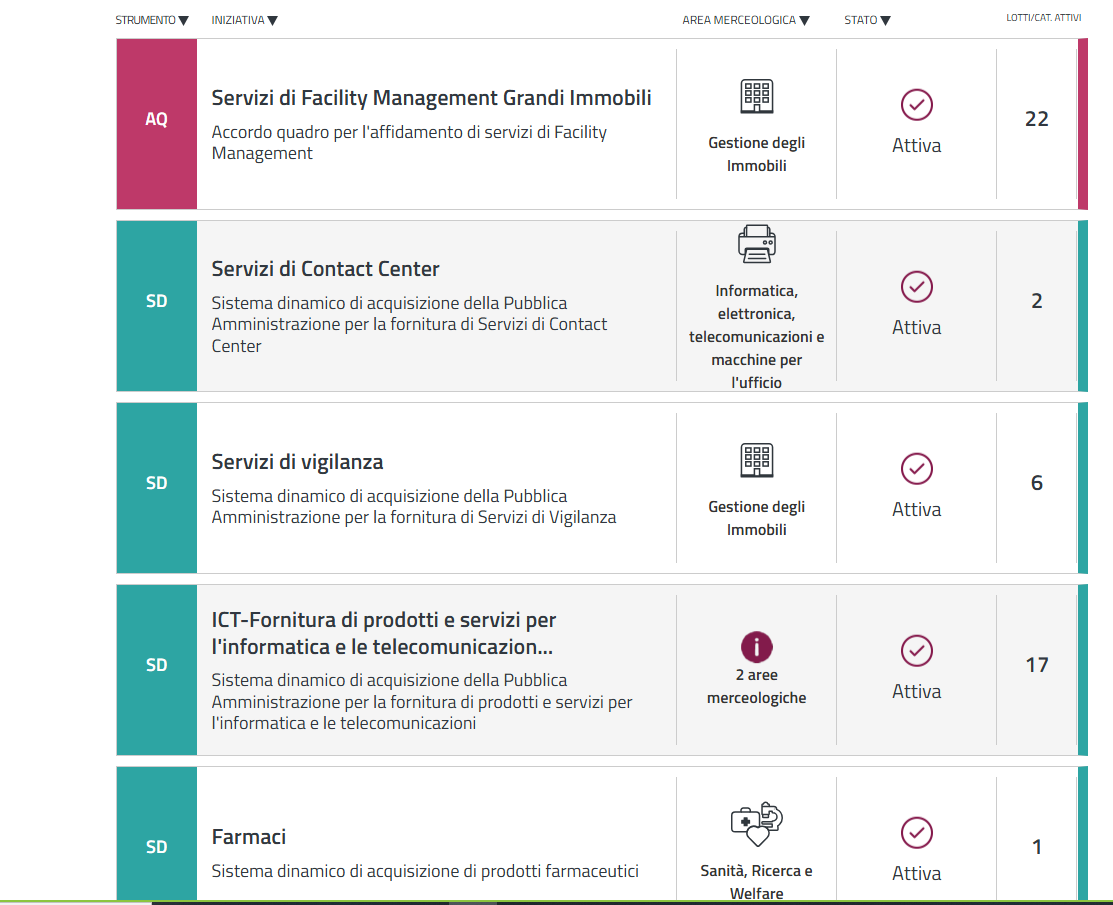 STRUMENTO ▼ INIZIATIVA ▼ AREA MERCEOLOGICA ▼ STATO ▼ LOTTI/CAT. ATTIVI
AQ
Servizi di Facility Management Grandi Immobili
Accordo quadro per l'affidamento di servizi di Facility
Management
Gestione degli
Immobili
Attiva
22
SD
Servizi di Contact Center
Sistema dinamico di acquisizione della Pubblica
Amministrazione per la fornitura di Servizi di Contact
Center
Informatica,
elettronica,
telecomunicazioni e
macchine per
l'ufficio
Attiva
2
SD
Servizi di vigilanza
Sistema dinamico di acquisizione della Pubblica
Amministrazione per la fornitura di Servizi di Vigilanza
Gestione degli
Immobili
Attiva
6
SD
ICT-Fornitura di prodotti e servizi per
l'informatica e le telecomunicazion...
Sistema dinamico di acquisizione della Pubblica
Amministrazione per la fornitura di prodotti e servizi per
l'informatica e le telecomunicazioni
i
2 aree
merceologiche
Attiva
17
SD
Farmaci
Sistema dinamico di acquisizione di prodotti farmaceutici
Sanità, Ricerca e
Welfare
Attiva
1